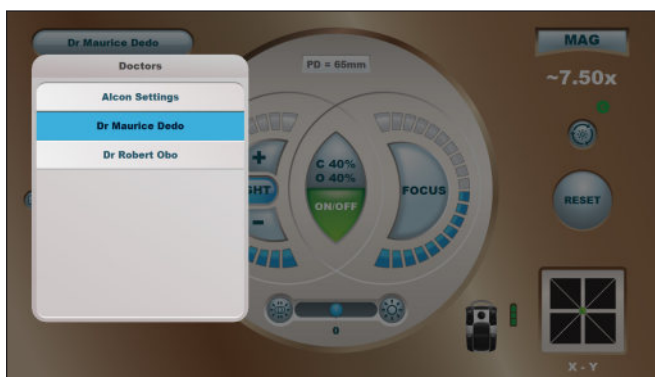 Dr Maurice Dedo
Doctors
Alcon Settings
Dr Maurice Dedo
Dr Robert Obo
PD = 65mm
+
GHT
-
C 40%
O 40%
ON/OFF
FOCUS
0
MAG
~7.50x
RESET
X - Y